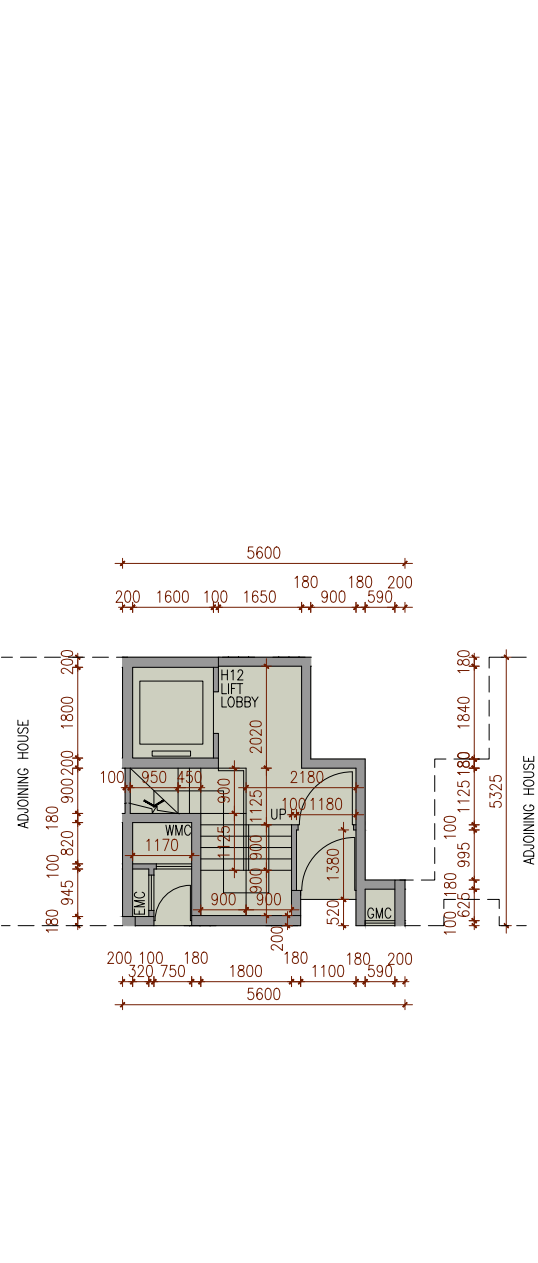 5600
180 180 200
200 1600 100 1650 900 590
200
180
H12
LIFT
LOBBY
1800
1840
2020
ADJOINING HOUSE
ADJOINING HOUSE
200
180
100 950 450
2180
900
900
1125
1125
5325
100 1180
UP
180
100
WMC
820
1170
1125
900
1380
995
100
945
EMC
900
900 900
520
GMC
180
625
180
100
200
200 100 180 180 180 200
320 750 1800 1100 590
5600